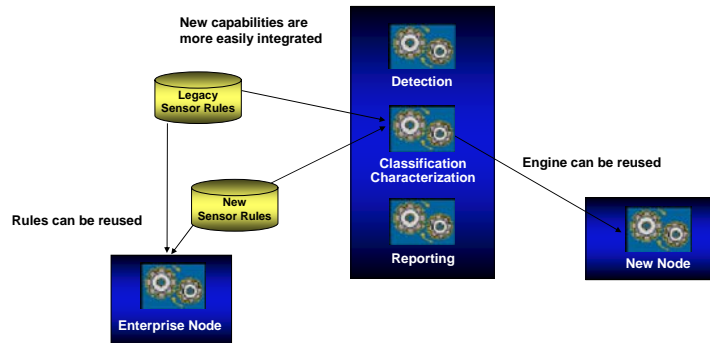 New capabilities are
more easily integrated
Detection
Legacy
Sensor Rules
Classification
Characterization
Engine can be reused
New
Sensor Rules
Rules can be reused
Reporting
New Node
Enterprise Node